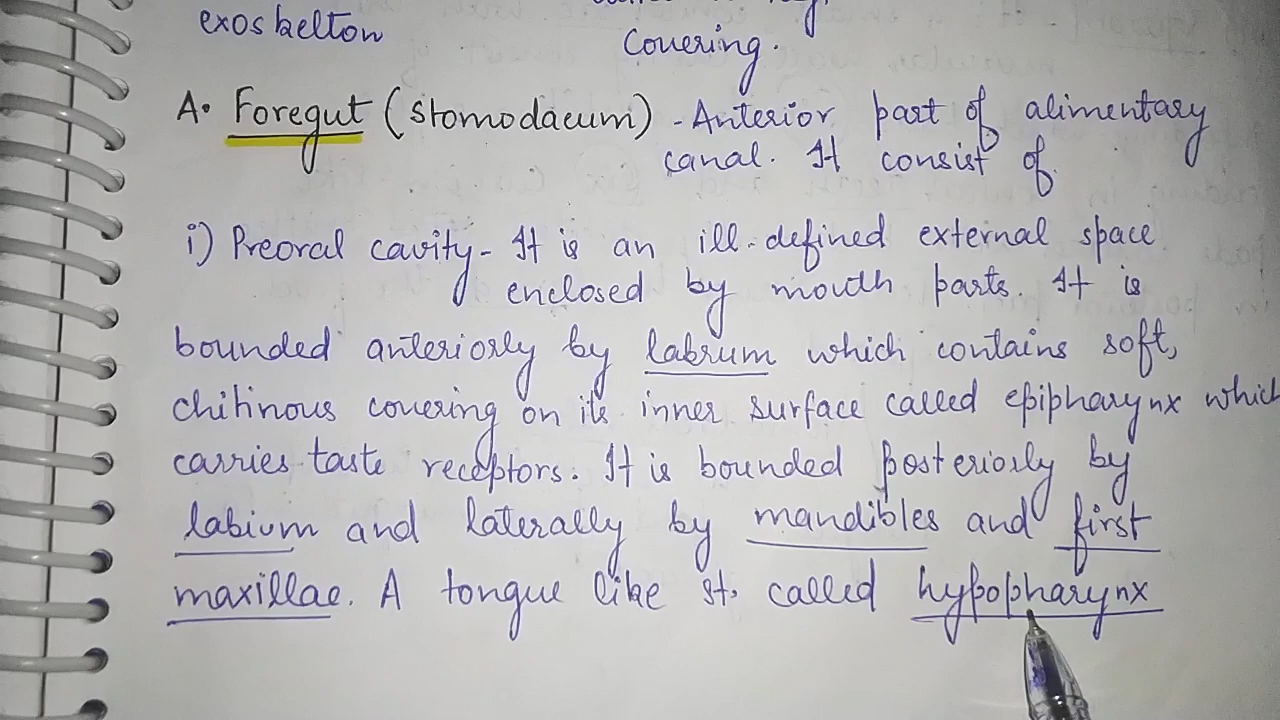 exoskelton
Covering.
A. Foregut (Stomodaeum) - Anterior part of alimentary
canal. It consist of
i) Preoral cavity - It is an ill-defined external space
enclosed by mouth parts. It is
bounded anteriorly by labrum which contains soft,
chitinous covering on its inner surface called epipharynx which
carries taste receptors. It is bounded posteriorly by
labium and laterally by mandibles and first
maxillae. A tongue like st. called hypopharynx